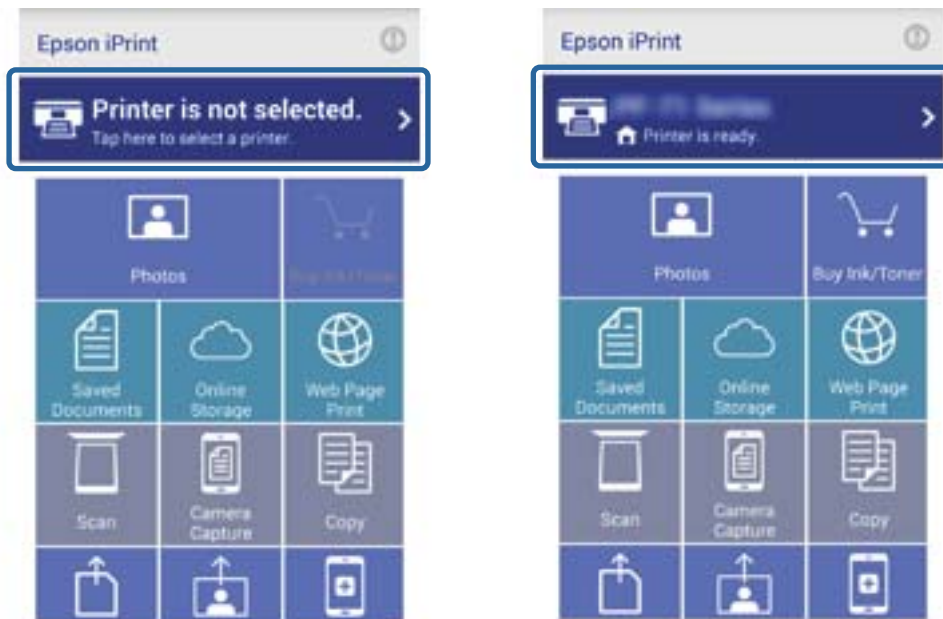 Epson iPrint
Printer is not selected.
Tap here to select a printer.
Photos
Saved
Documents
Online
Storage
Web Page
Print
Scan
Camera
Capture
Copy
Epson iPrint
Printer is ready.
Photos
Buy Ink/Toner
Saved
Documents
Online
Storage
Web Page
Print
Scan
Camera
Capture
Copy